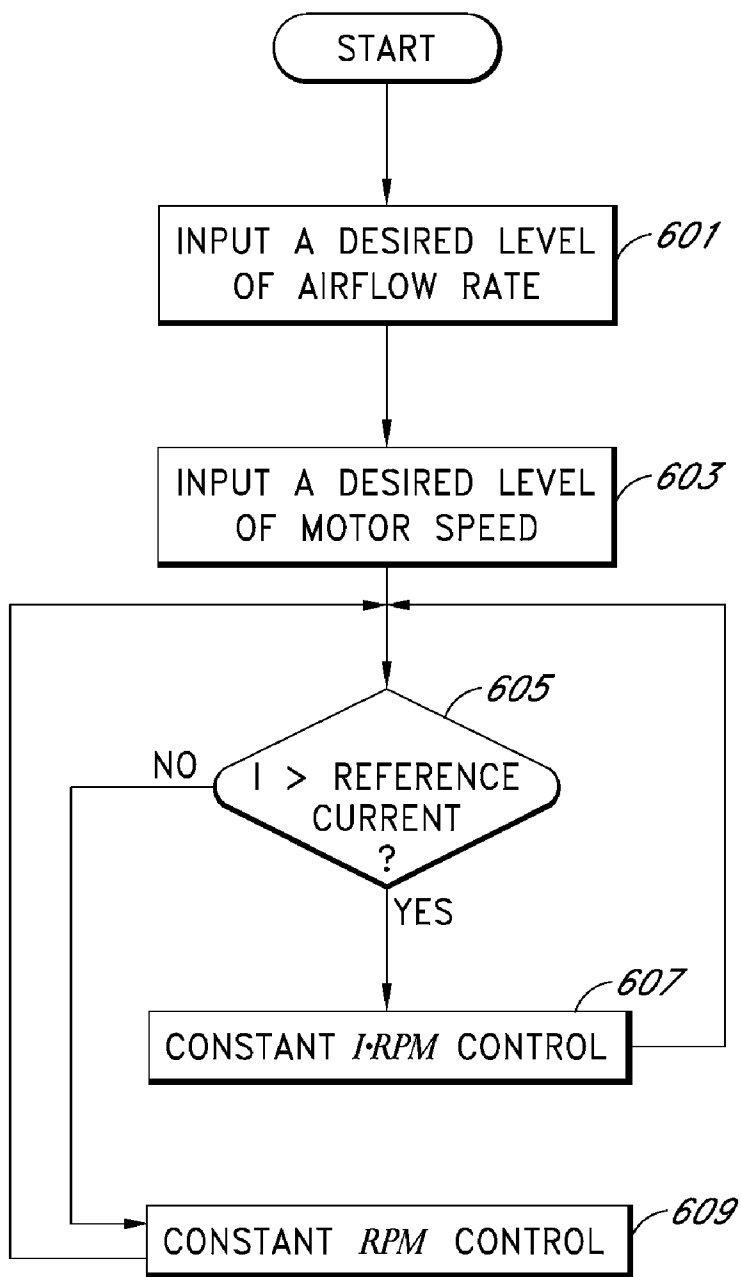 START
INPUT A DESIRED LEVEL
OF AIRFLOW RATE
601
INPUT A DESIRED LEVEL
OF MOTOR SPEED
603
605
I > REFERENCE
CURRENT
?
NO
YES
607
CONSTANT I•RPM CONTROL
609
CONSTANT RPM CONTROL